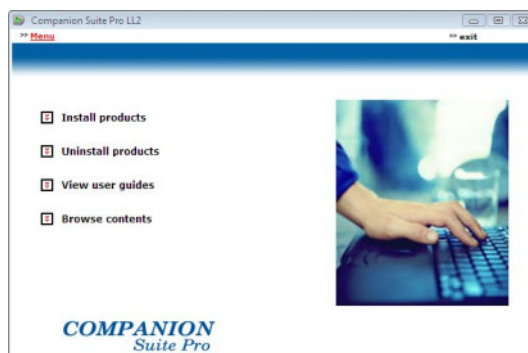 Companion Suite Pro LL2
>> Menu
>> exit
Install products
Uninstall products
View user guides
Browse contents
COMPANION
Suite Pro